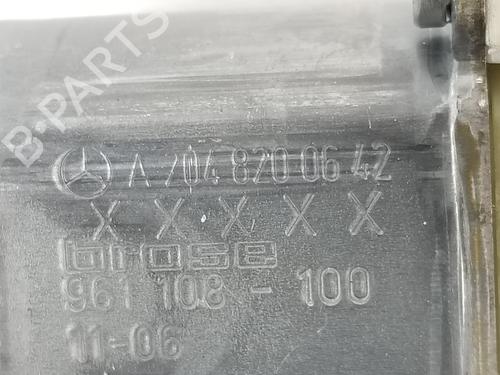 B-PARTS
A 204 820 06 42
X X X X X
brose
961 108 - 100
11-06